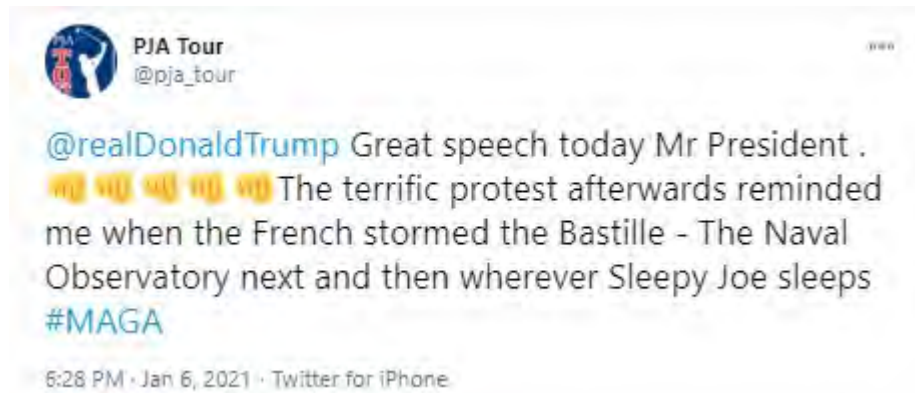 PJA Tour
@pja_tour
@realDonaldTrump Great speech today Mr President .
👊👊👊👊👊The terrific protest afterwards reminded
me when the French stormed the Bastille - The Naval
Observatory next and then wherever Sleepy Joe sleeps
#MAGA
6:28 PM · Jan 6, 2021 · Twitter for iPhone